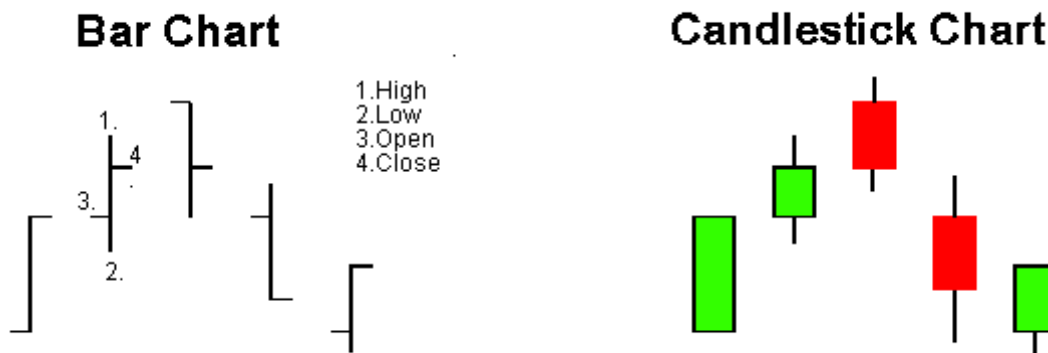 Bar Chart
Candlestick Chart
1.High
2.Low
3.Open
4.Close
1.
4
3.
2.